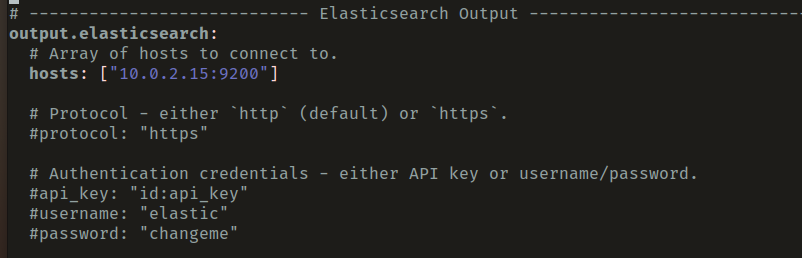 # ---------------------------- Elasticsearch Output ----------------------------
output.elasticsearch:
# Array of hosts to connect to.
hosts: ["10.0.2.15:9200"]
# Protocol - either `http` (default) or `https`.
#protocol: "https"
# Authentication credentials - either API key or username/password.
#api_key: "id:api_key"
#username: "elastic"
#password: "changeme"